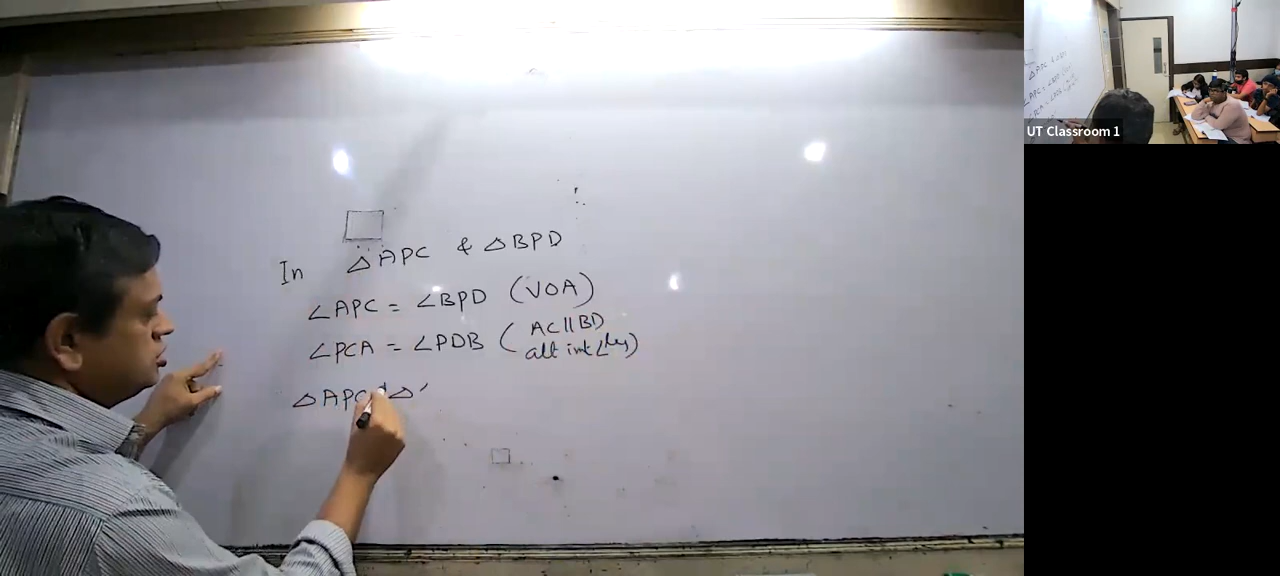 In △APC & △BPD
∠APC = ∠BPD (VOA)
∠PCA = ∠PDB (AC||BD
alt int∠les)
△APC △
UT Classroom 1